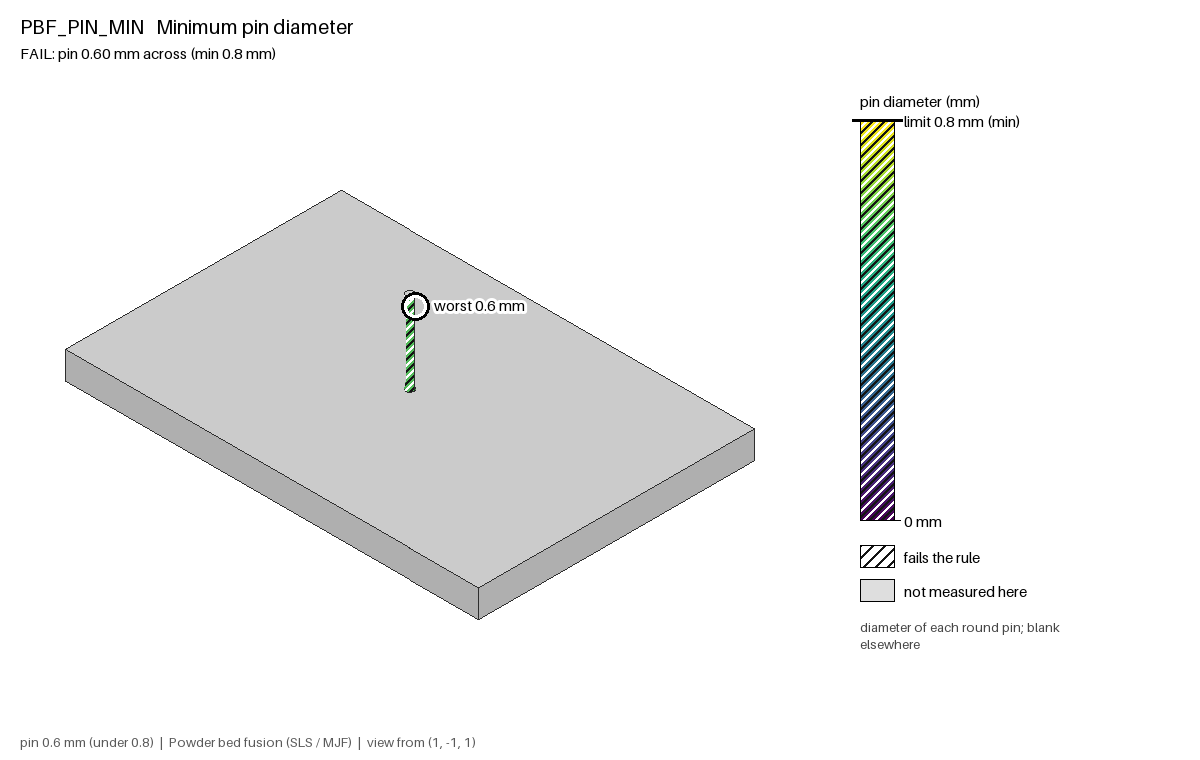 PBF_PIN_MIN   Minimum pin diameter
FAIL: pin 0.60 mm across (min 0.8 mm)
pin diameter (mm)
limit 0.8 mm (min)
worst 0.6 mm
0 mm
fails the rule
not measured here
diameter of each round pin; blank
elsewhere
pin 0.6 mm (under 0.8)  |  Powder bed fusion (SLS / MJF)  |  view from (1, -1, 1)